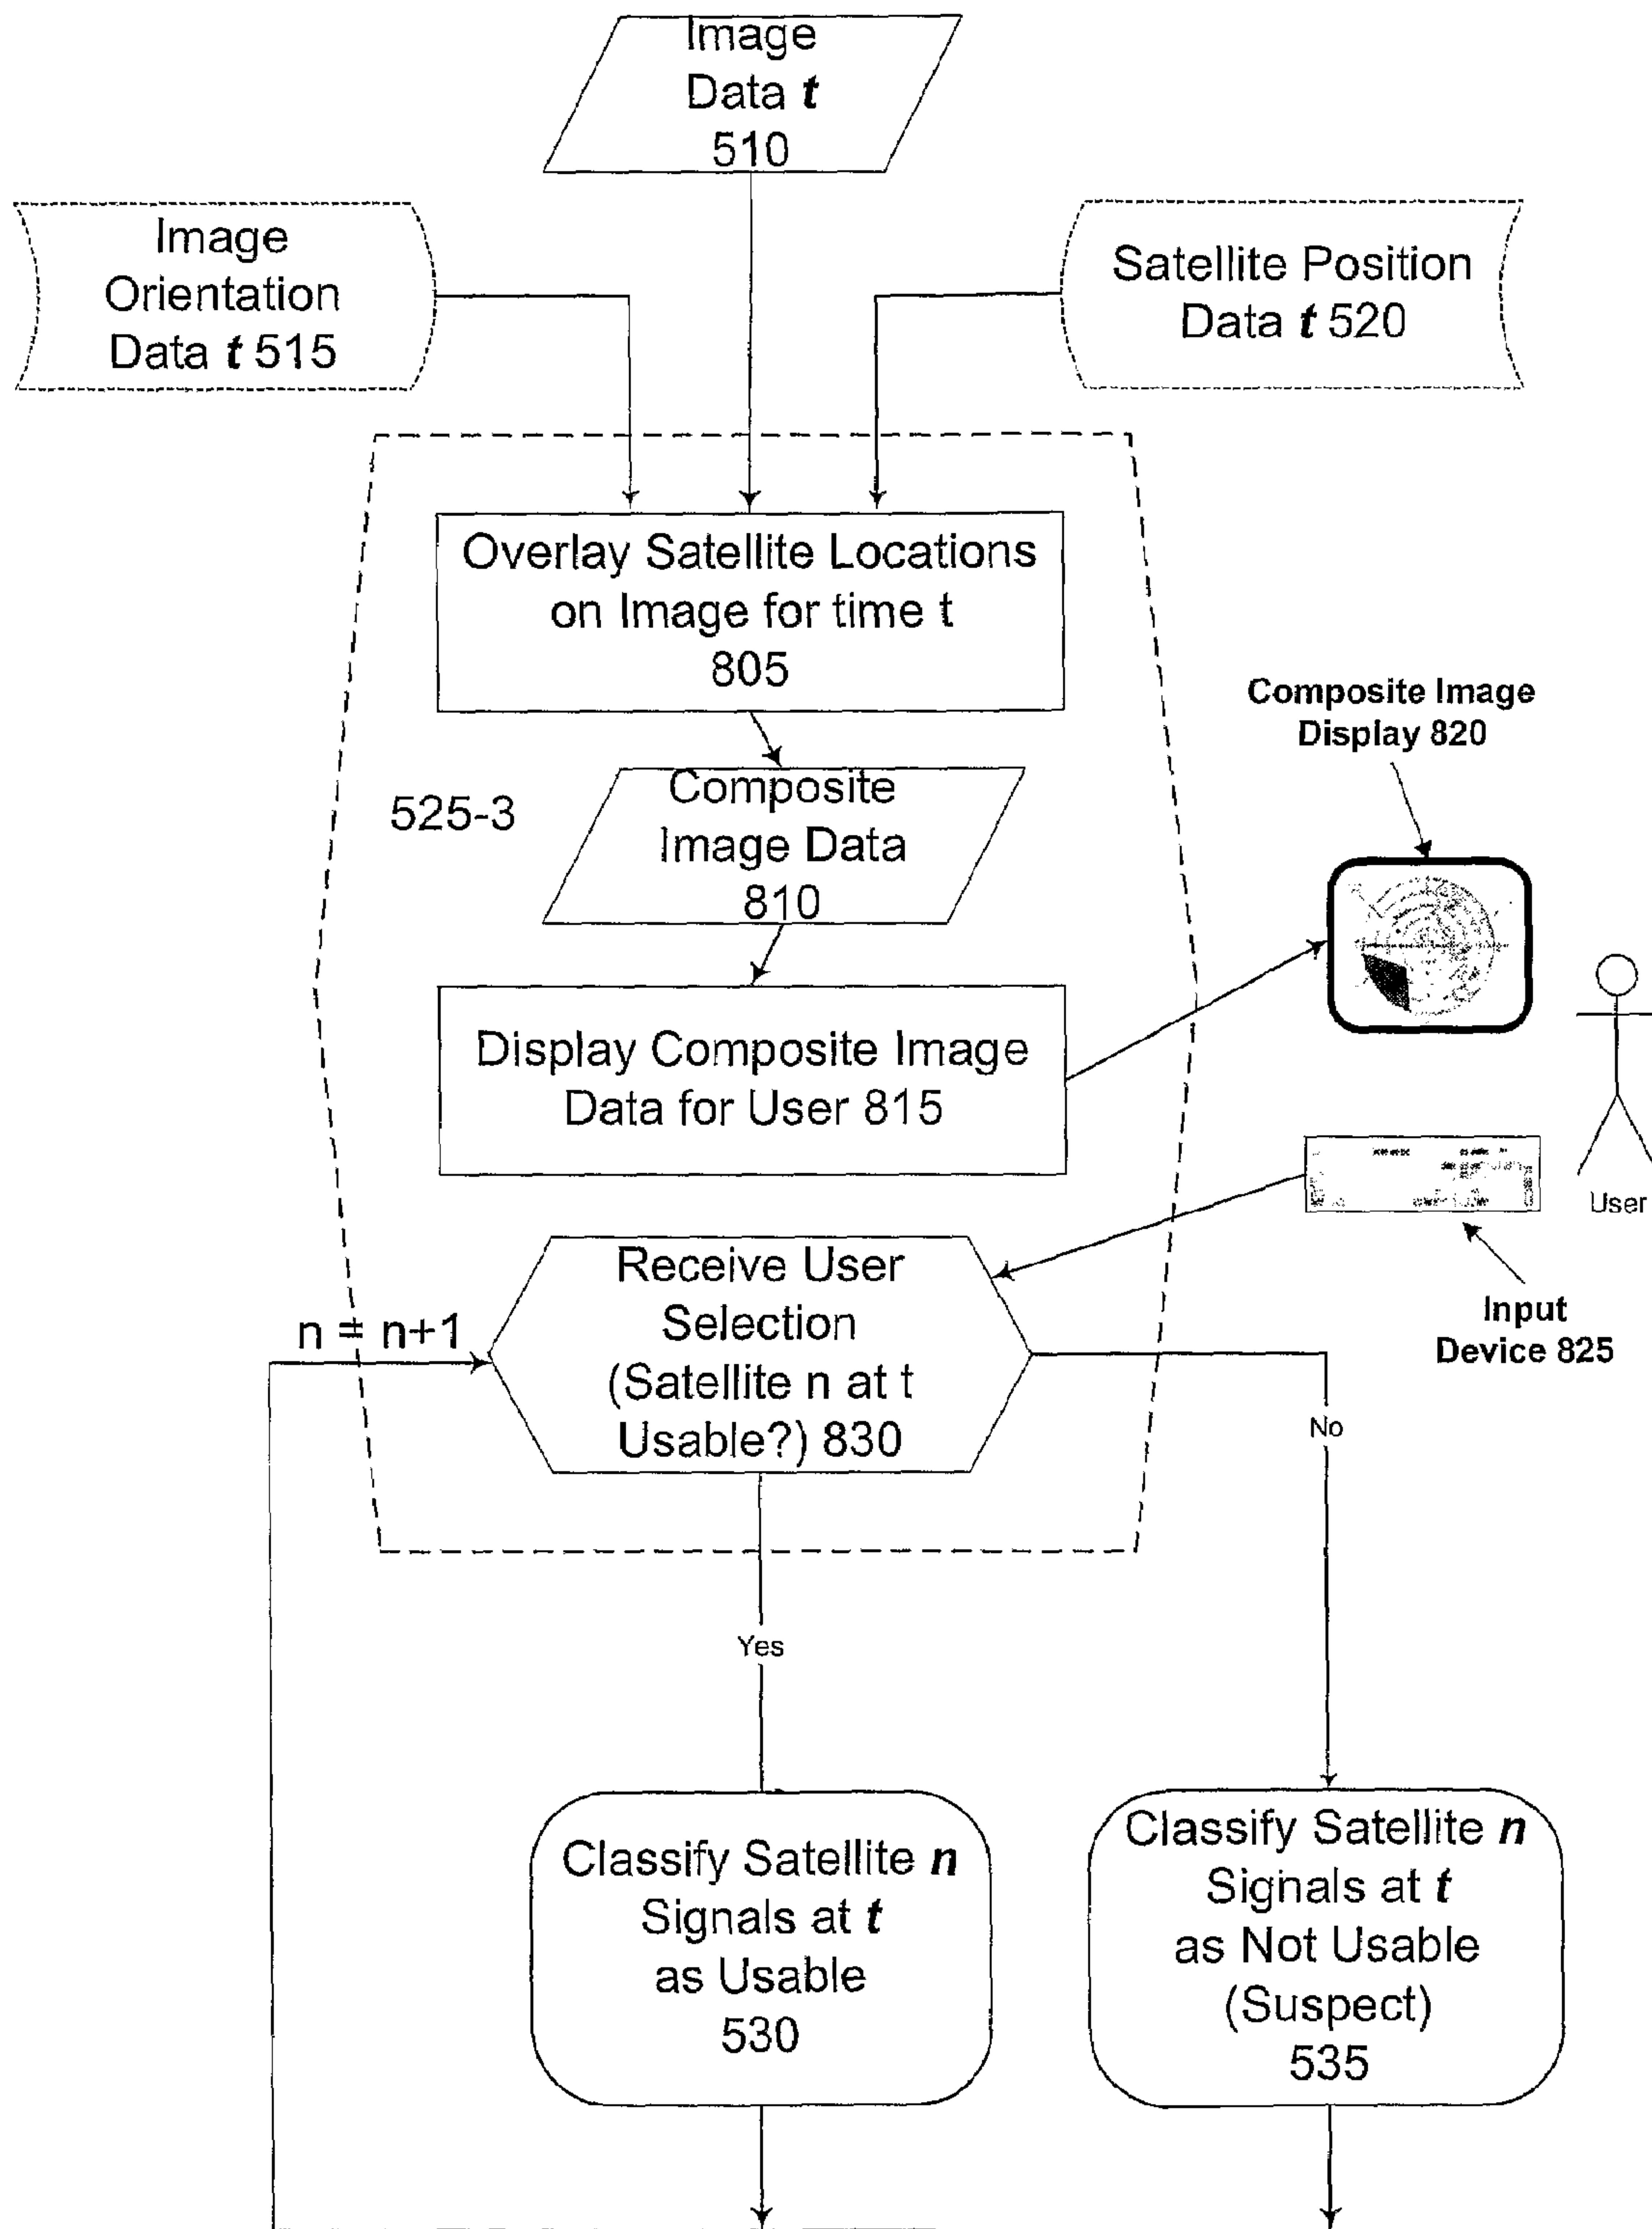 Image
Data t
510
Image
Orientation
Data t 515
Satellite Position
Data t 520
Overlay Satellite Locations
on Image for time t
805
Composite Image
Display 820
525-3
Composite
Image Data
810
Display Composite Image
Data for User 815
User
Receive User
Selection
(Satellite n at t
Usable?) 830
n = n+1
Input
Device 825
No
Yes
Classify Satellite n
Signals at t
as Usable
530
Classify Satellite n
Signals at t
as Not Usable
(Suspect)
535